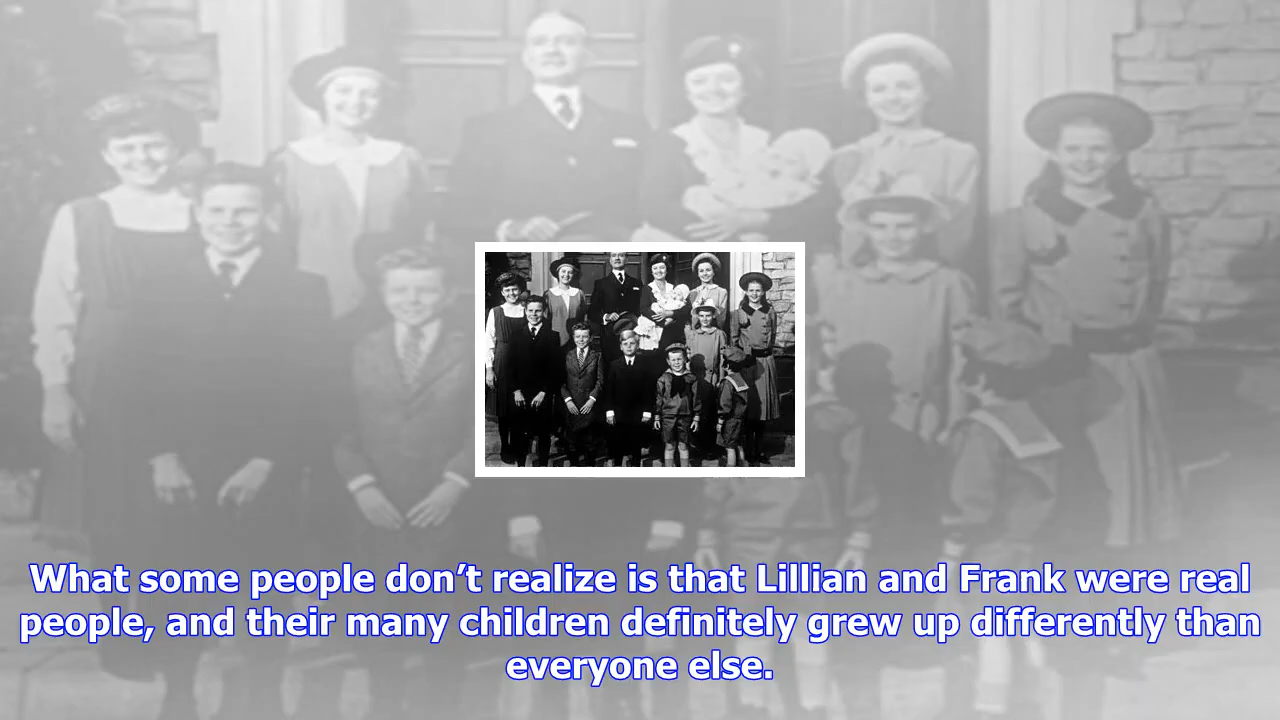 What some people don’t realize is that Lillian and Frank were real
people, and their many children definitely grew up differently than
everyone else.